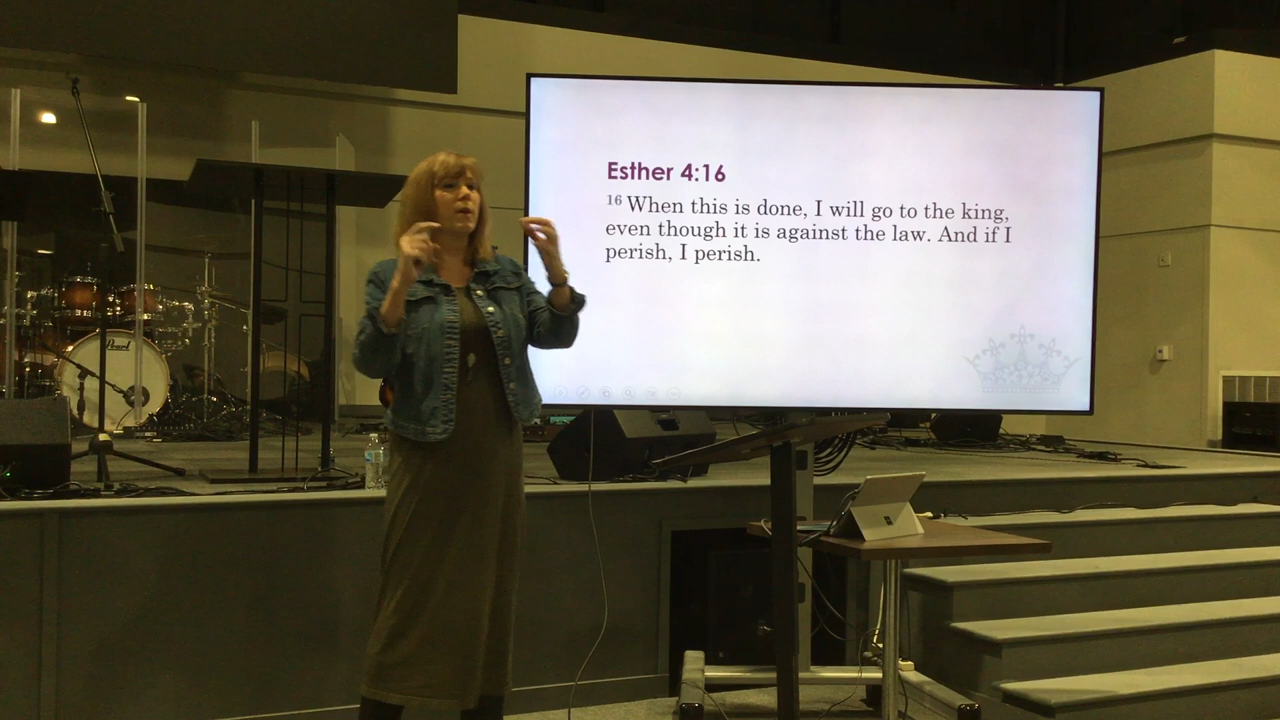 Esther 4:16
16 When this is done, I will go to the king,
even though it is against the law. And if I
perish, I perish.
Pearl